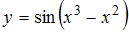 y = sin(x³ − x²)